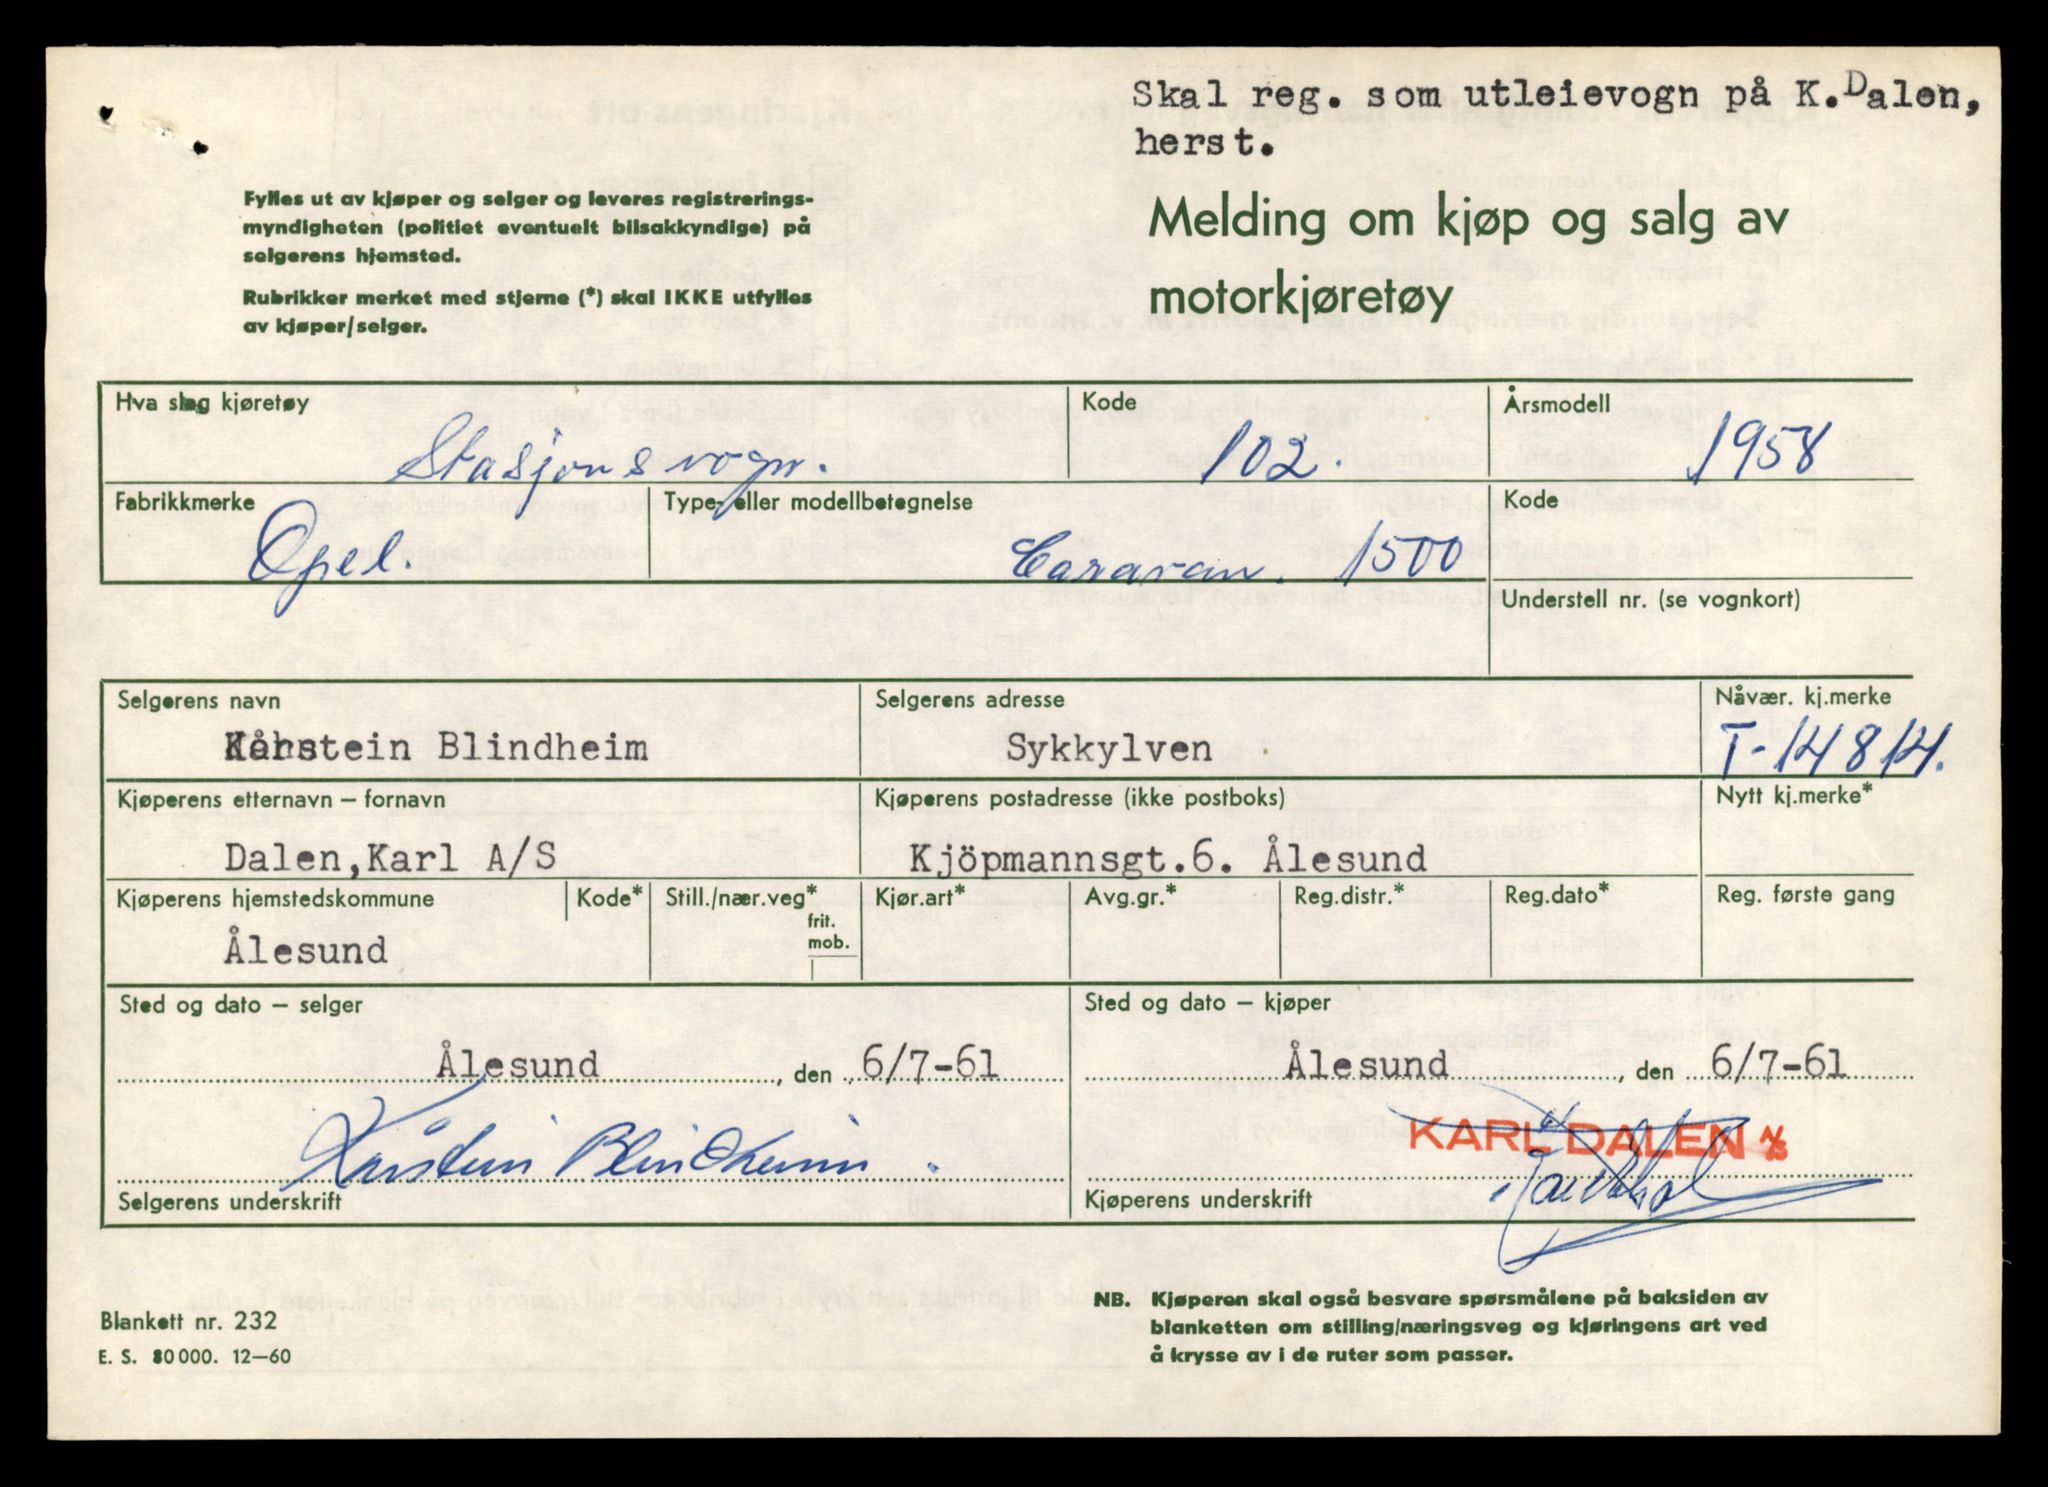 Skal reg. som utleievogn på K.Dalen,
herst.
Fylles ut av kjøper og selger og leveres registrerings-
myndigheten (politiet eventuelt bilsakkyndige) på
selgerens hjemsted.
Rubrikker merket med stjerne (*) skal IKKE utfylles
av kjøper/selger.
Melding om kjøp og salg av
motorkjøretøy
Hva slag kjøretøy
Stasjonsvogn.
Kode
102.
Årsmodell
1958
Fabrikkmerke
Opel.
Type- eller modellbetegnelse
Caravan. 1500
Kode
Understell nr. (se vognkort)
Selgerens navn
Kårstein Blindheim
Selgerens adresse
Sykkylven
Nåvær. kj.merke
T-14814.
Kjøperens etternavn – fornavn
Dalen,Karl A/S
Kjøperens postadresse (ikke postboks)
Kjöpmannsgt.6. Ålesund
Nytt kj.merke*
Kjøperens hjemstedskommune
Ålesund
Kode*
Still./nær.veg*
frit.
mob.
Kjør.art*
Avg.gr.*
Reg.distr.*
Reg.dato*
Reg. første gang
Sted og dato – selger
Ålesund, den 6/7-61
Kårstein Blindheim.
Selgerens underskrift
Sted og dato – kjøper
Ålesund, den 6/7-61
KARL DALEN A/S
Kjøperens underskrift
Blankett nr. 232
E. S. 80000. 12–60
NB. Kjøperen skal også besvare spørsmålene på baksiden av
blanketten om stilling/næringsveg og kjøringens art ved
å krysse av i de ruter som passer.